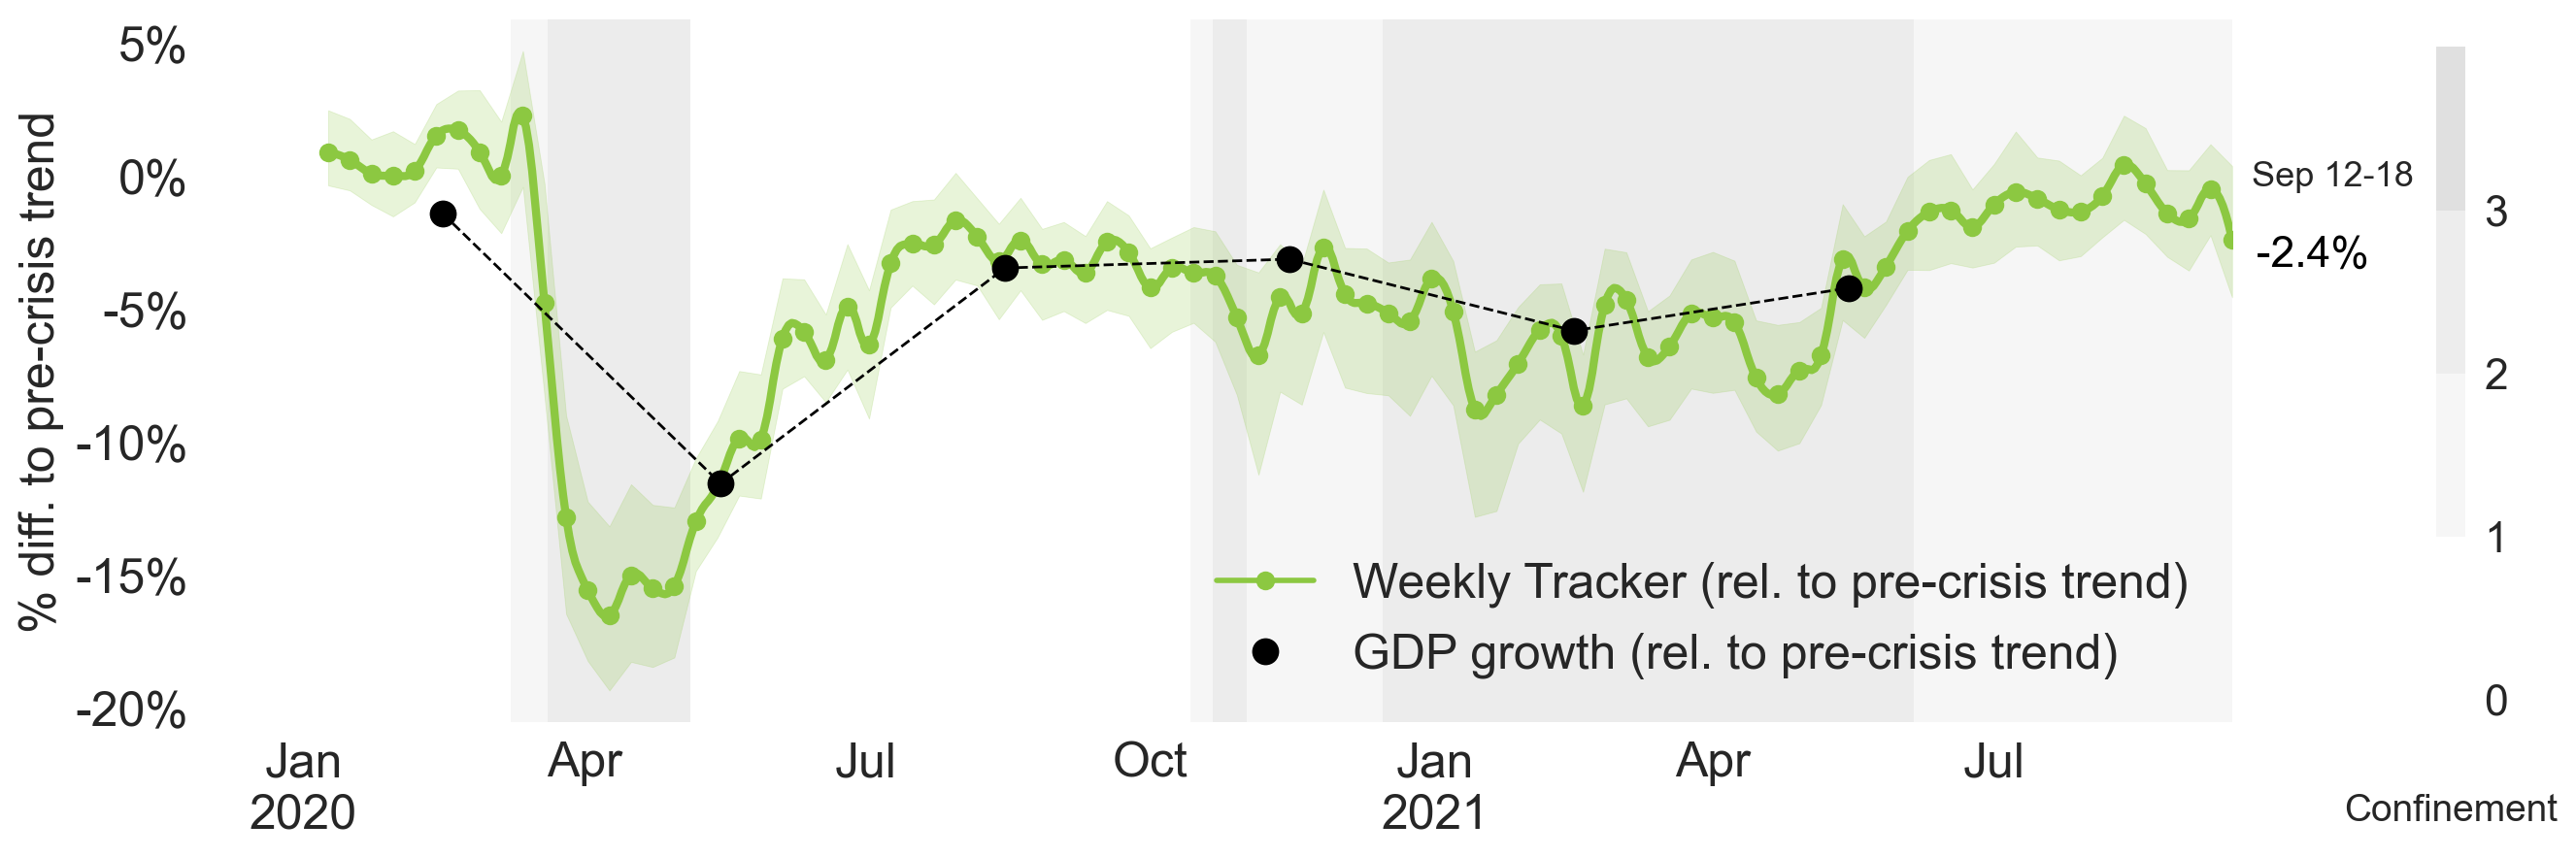 % diff. to pre-crisis trend
5%
0%
-5%
-10%
-15%
-20%
Jan
2020
Apr
Jul
Oct
Jan
2021
Apr
Jul
Sep 12-18
-2.4%
Weekly Tracker (rel. to pre-crisis trend)
GDP growth (rel. to pre-crisis trend)
3
2
1
0
Confinement